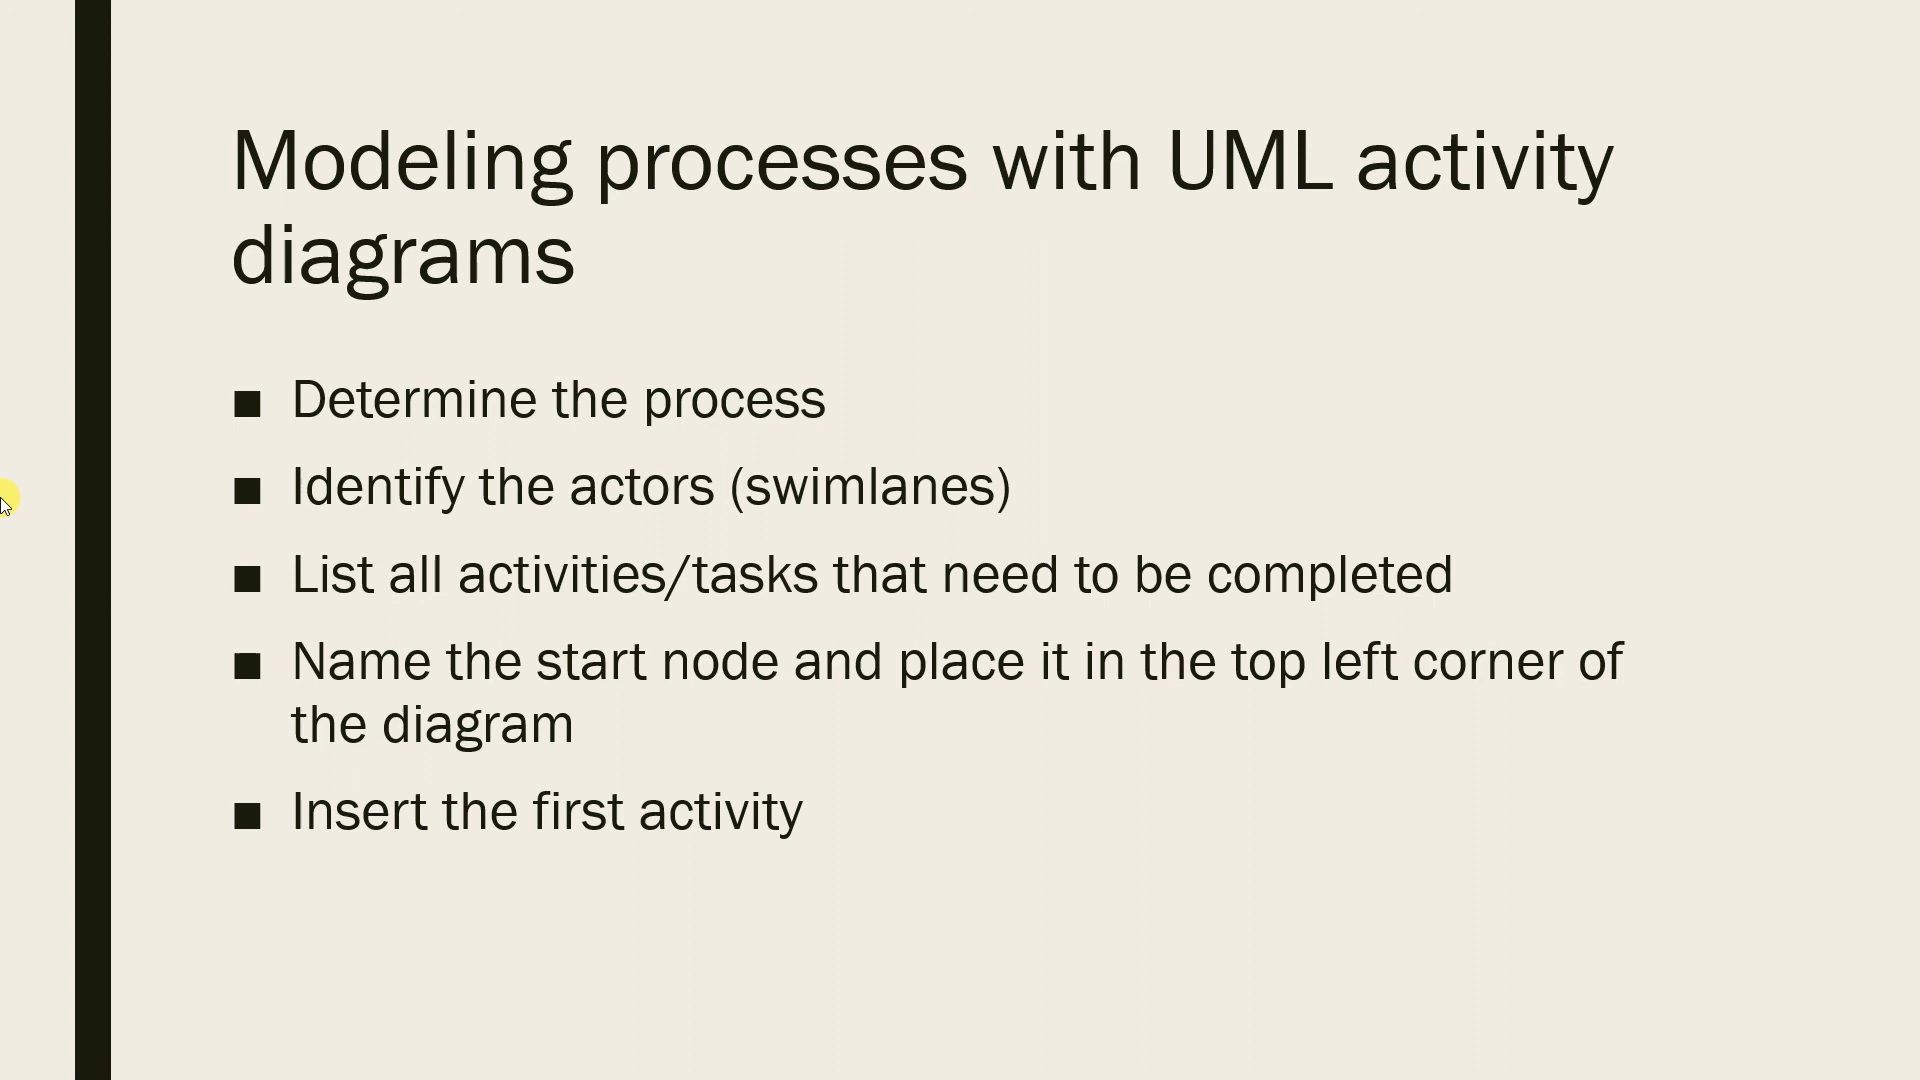 Modeling processes with UML activity
diagrams
■ Determine the process
■ Identify the actors (swimlanes)
■ List all activities/tasks that need to be completed
■ Name the start node and place it in the top left corner of
the diagram
■ Insert the first activity